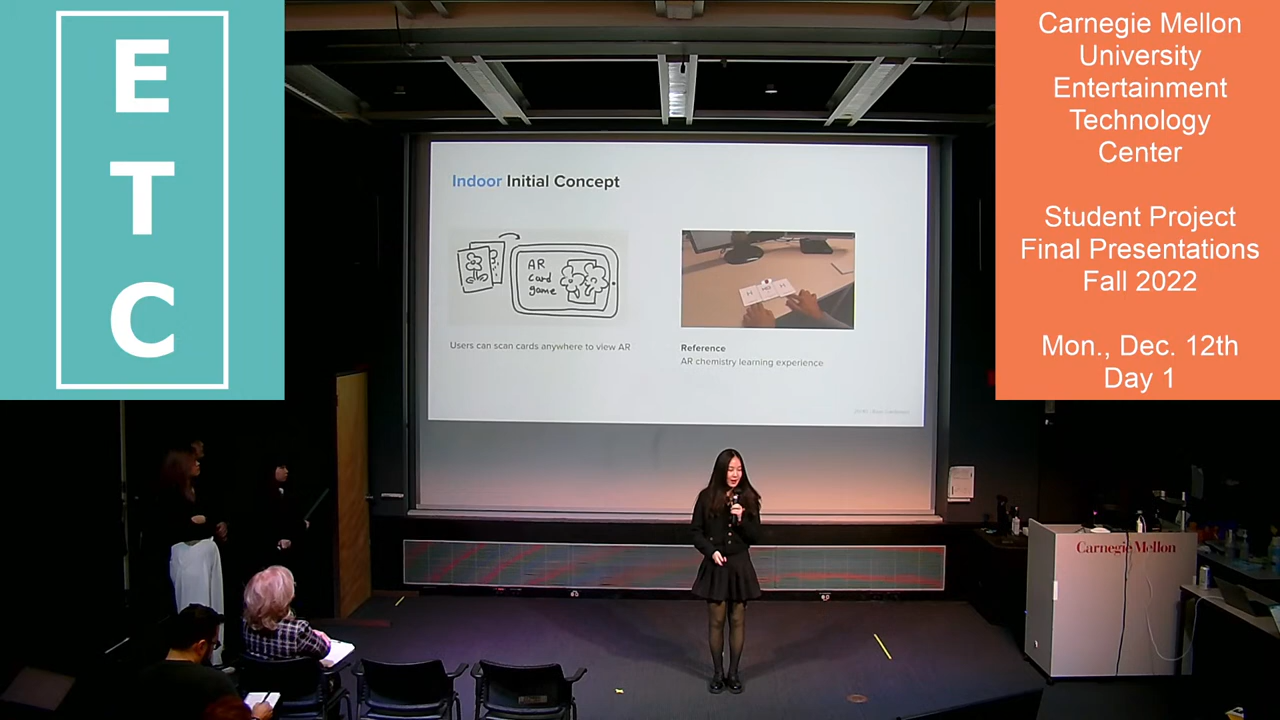 E
T
C
Carnegie Mellon
University
Entertainment
Technology
Center
Student Project
Final Presentations
Fall 2022
Mon., Dec. 12th
Day 1
Indoor Initial Concept
AR
card
game
Users can scan cards anywhere to view AR
Reference
AR chemistry learning experience
Carnegie Mellon